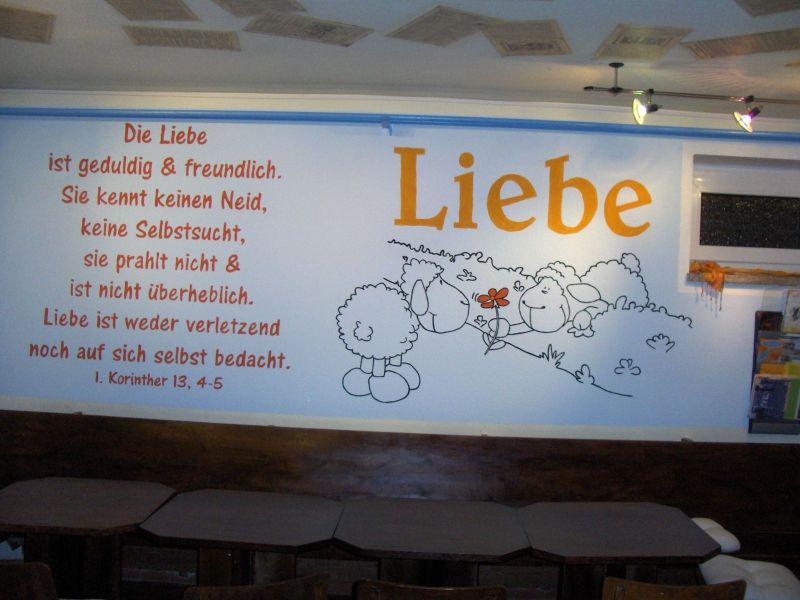 Die Liebe
ist geduldig & freundlich.
Sie kennt keinen Neid,
keine Selbstsucht,
sie prahlt nicht &
ist nicht überheblich.
Liebe ist weder verletzend
noch auf sich selbst bedacht.
1. Korinther 13, 4-5
Liebe